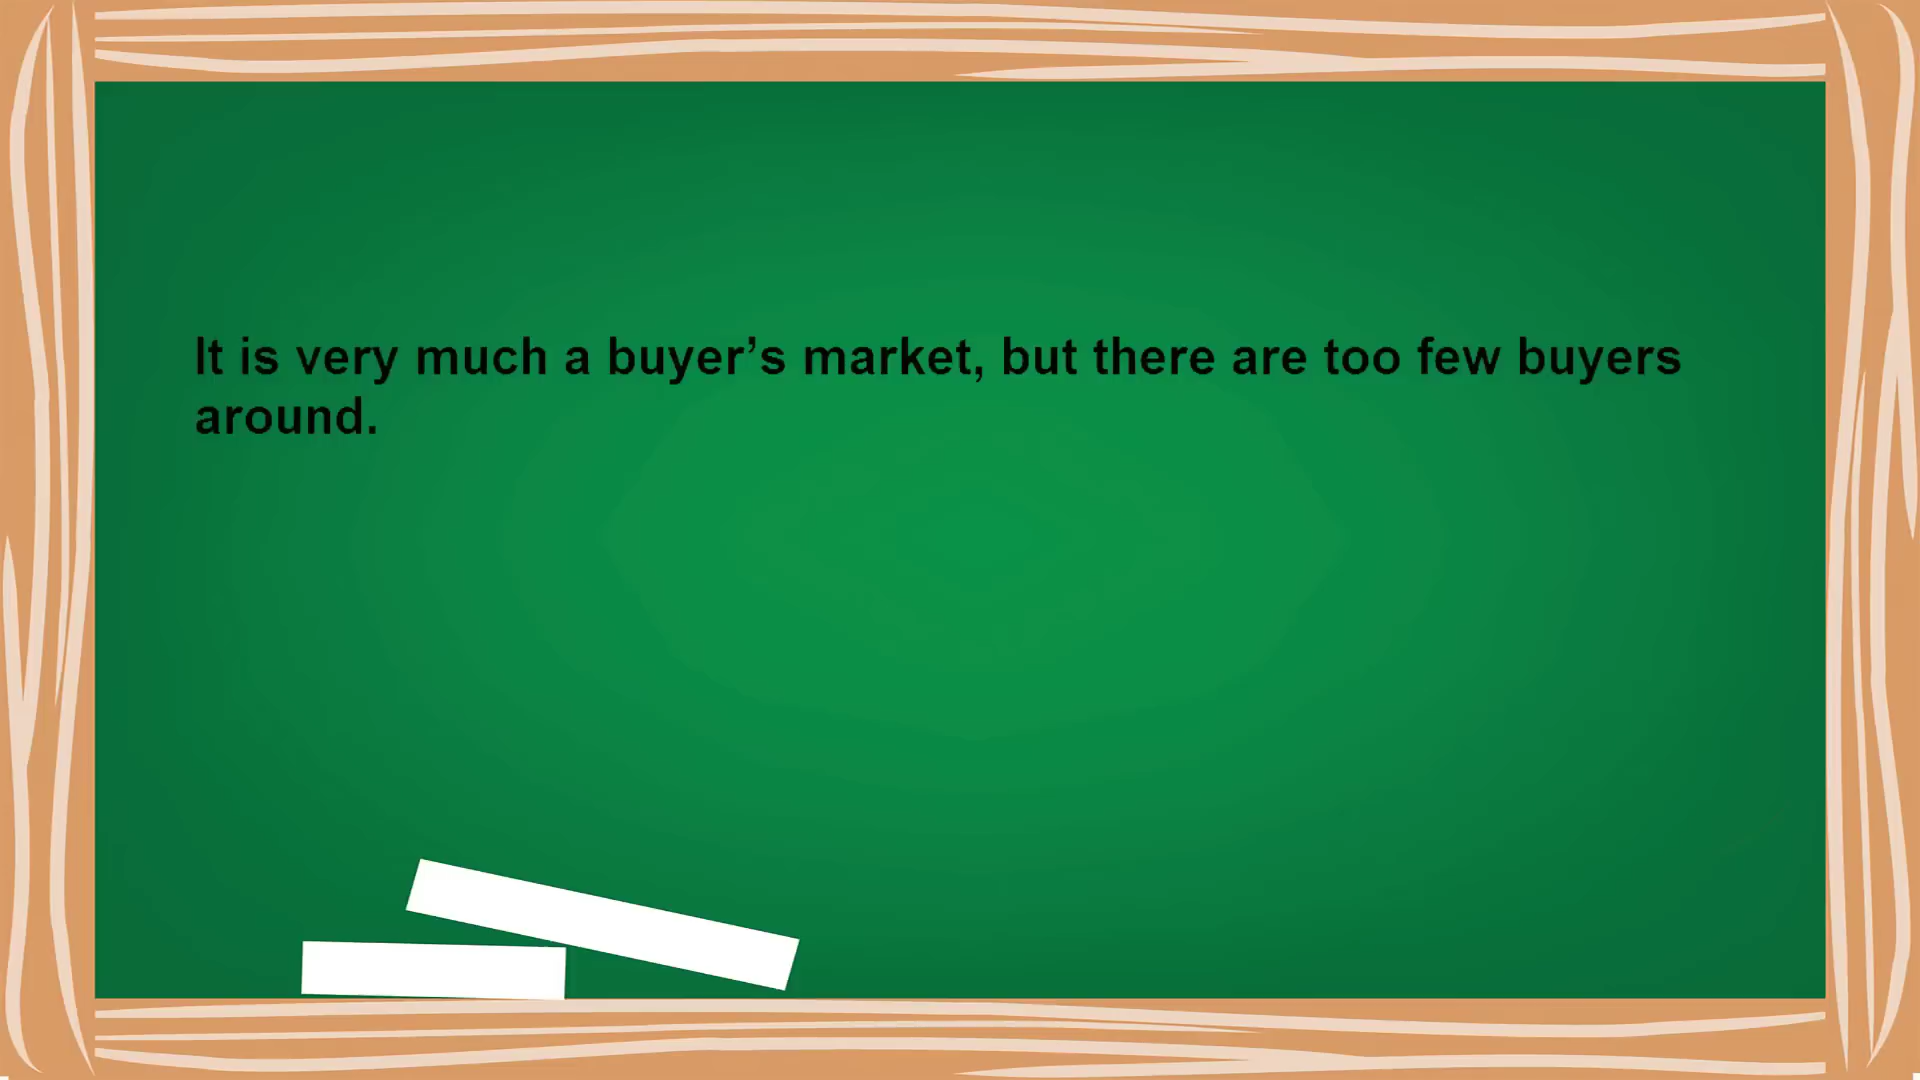 It is very much a buyer’s market, but there are too few buyers
around.